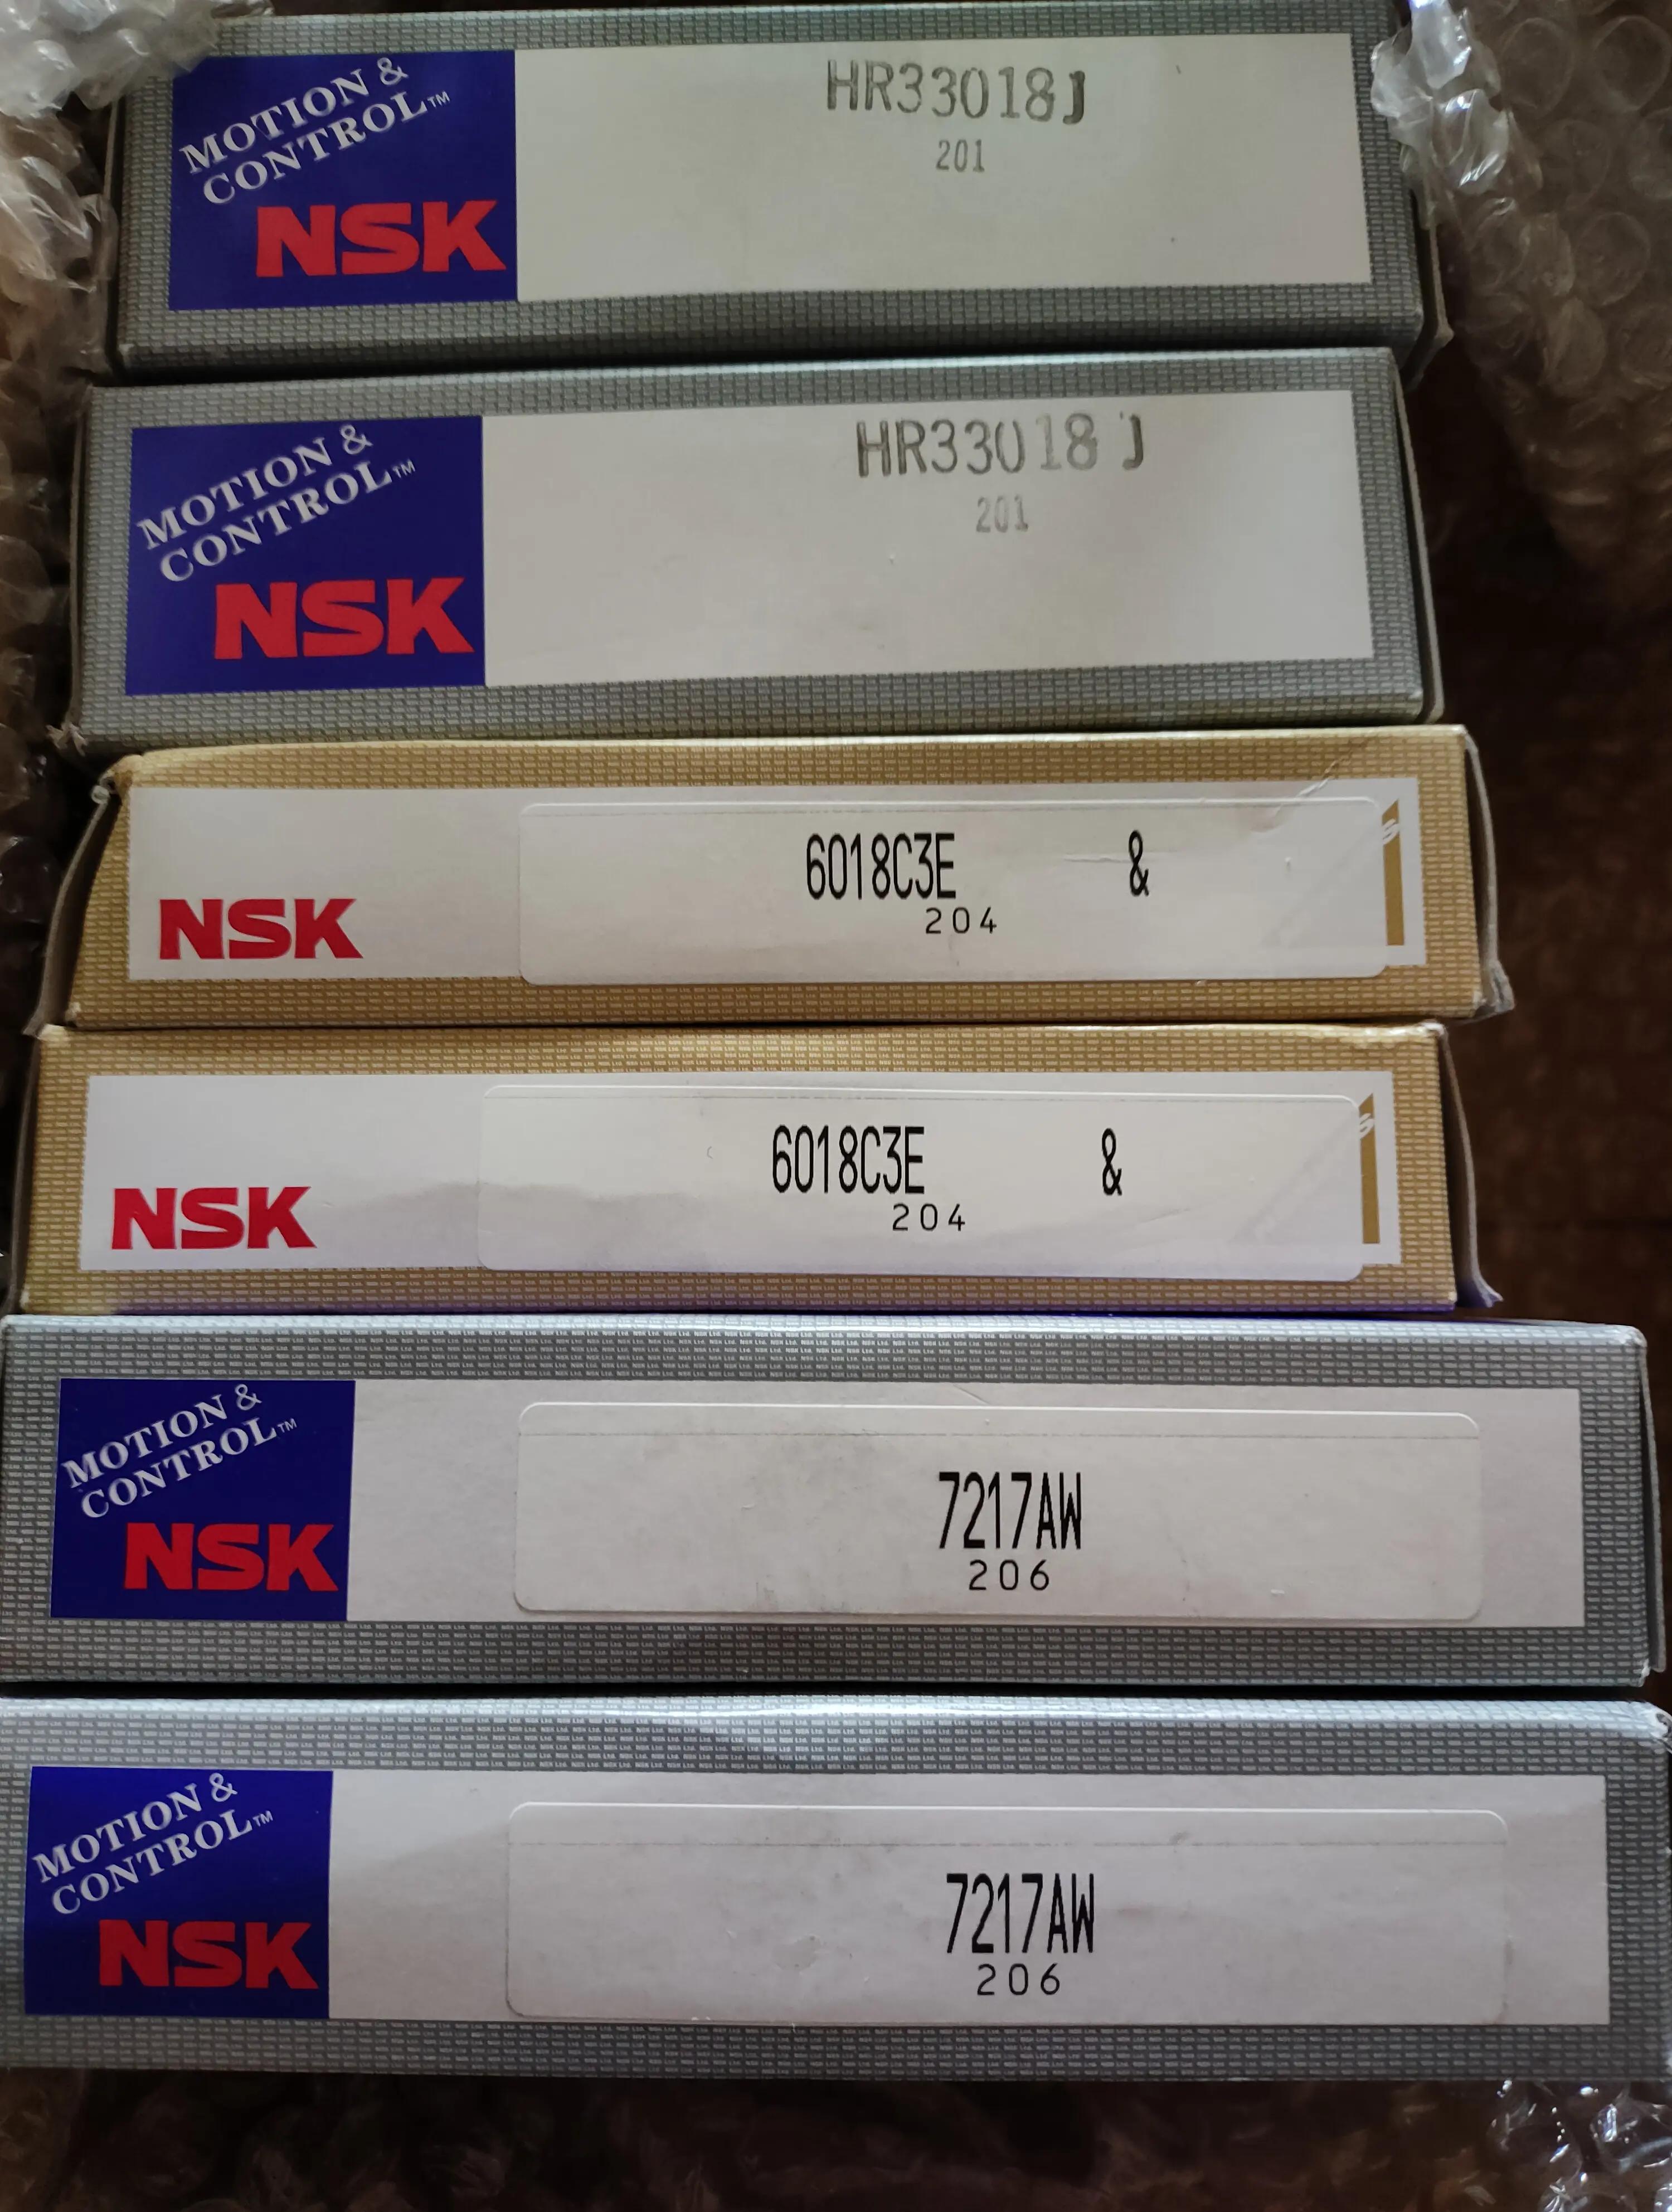 MOTION &
CONTROL™
NSK
HR33018J
201
MOTION &
CONTROL™
NSK
HR33018 J
201
NSK
6018C3E &
204
NSK
6018C3E &
204
MOTION &
CONTROL™
NSK
7217AW
206
MOTION &
CONTROL™
NSK
7217AW
206